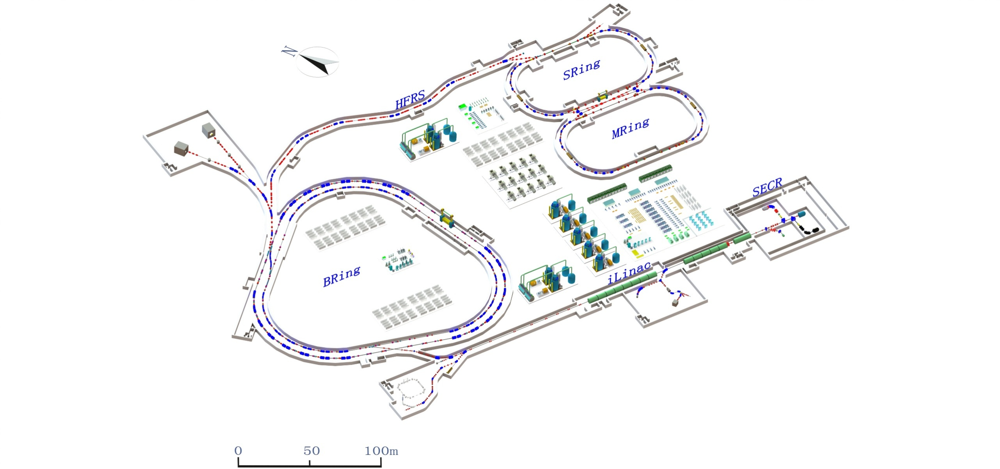 N
SRing
HFRS
MRing
SECR
BRing
iLinac
0 50 100m